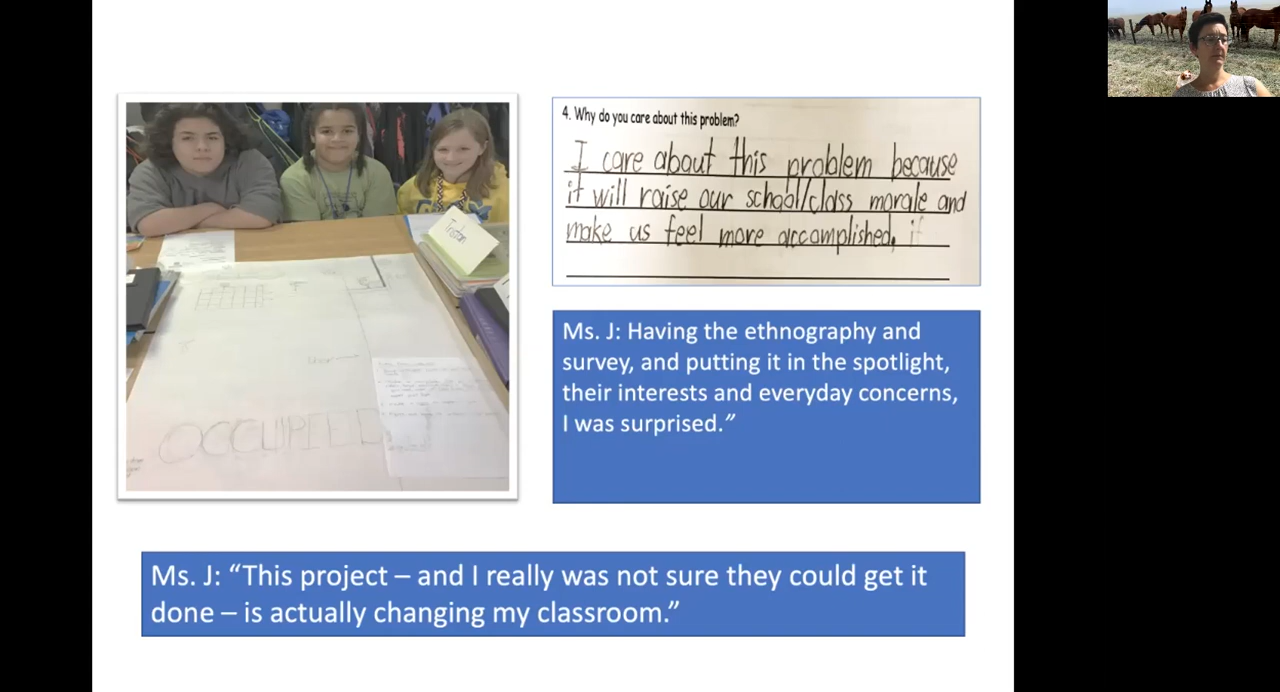 4. Why do you care about this problem?
I care about this problem because
it will raise our school/class morale and
make us feel more accomplished, if
Ms. J: Having the ethnography and
survey, and putting it in the spotlight,
their interests and everyday concerns,
I was surprised.”
OCCUPIED
Ms. J: “This project – and I really was not sure they could get it
done – is actually changing my classroom.”